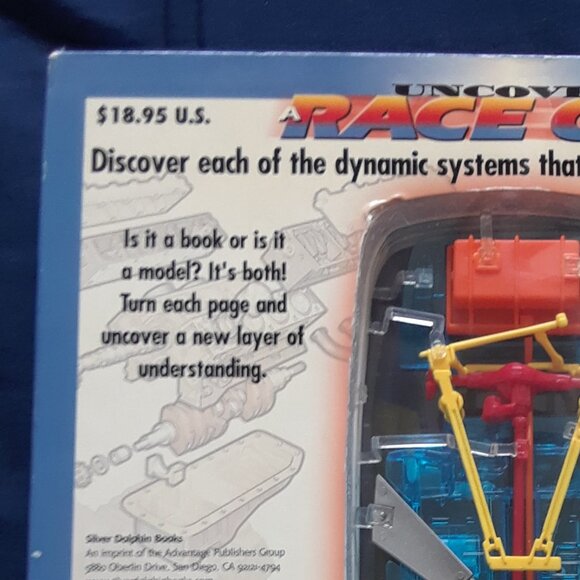 $18.95 U.S.
UNCOV
A RACE
Discover each of the dynamic systems that
Is it a book or is it
a model? It's both!
Turn each page and
uncover a new layer of
understanding.
Silver Dolphin Books
An imprint of the Advantage Publishers Group
5880 Oberlin Drive, San Diego, CA 92121-4794